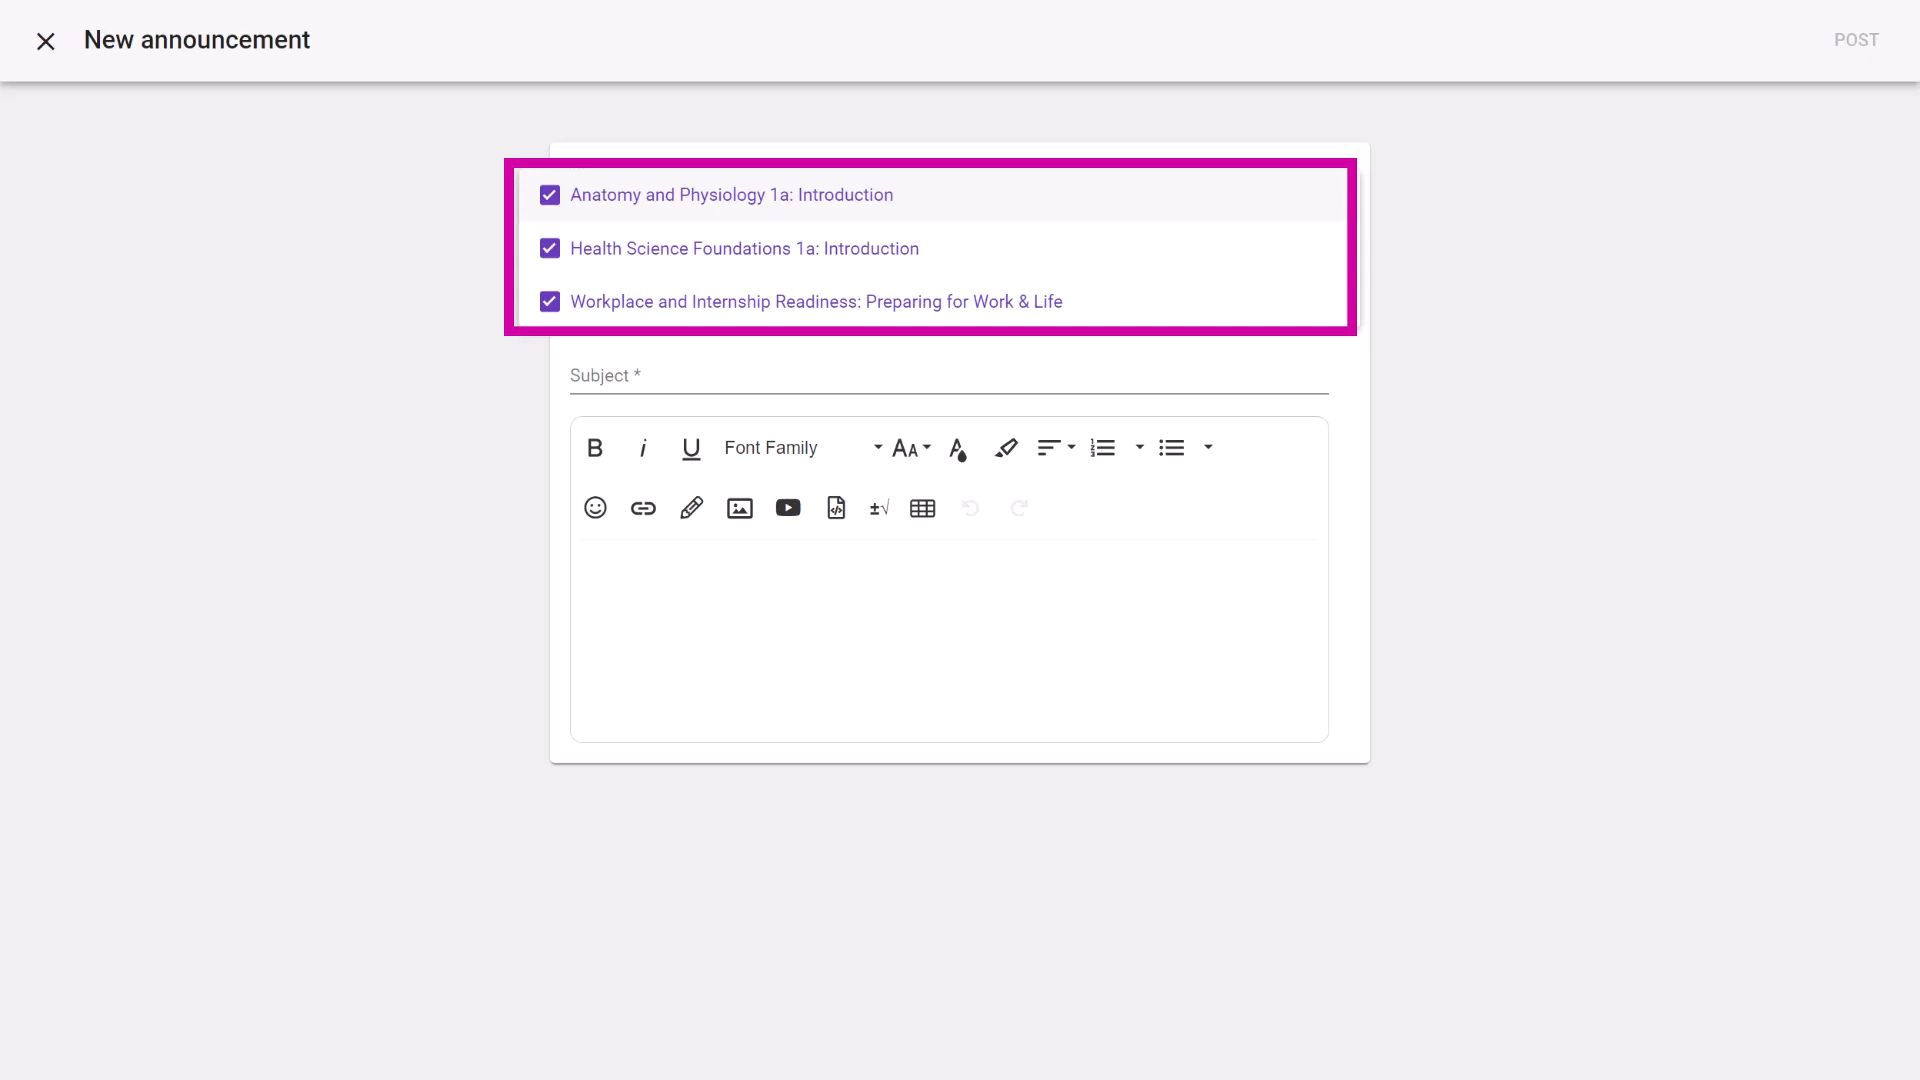 New announcement
POST
Anatomy and Physiology 1a: Introduction
Health Science Foundations 1a: Introduction
Workplace and Internship Readiness: Preparing for Work & Life
Subject *
Font Family